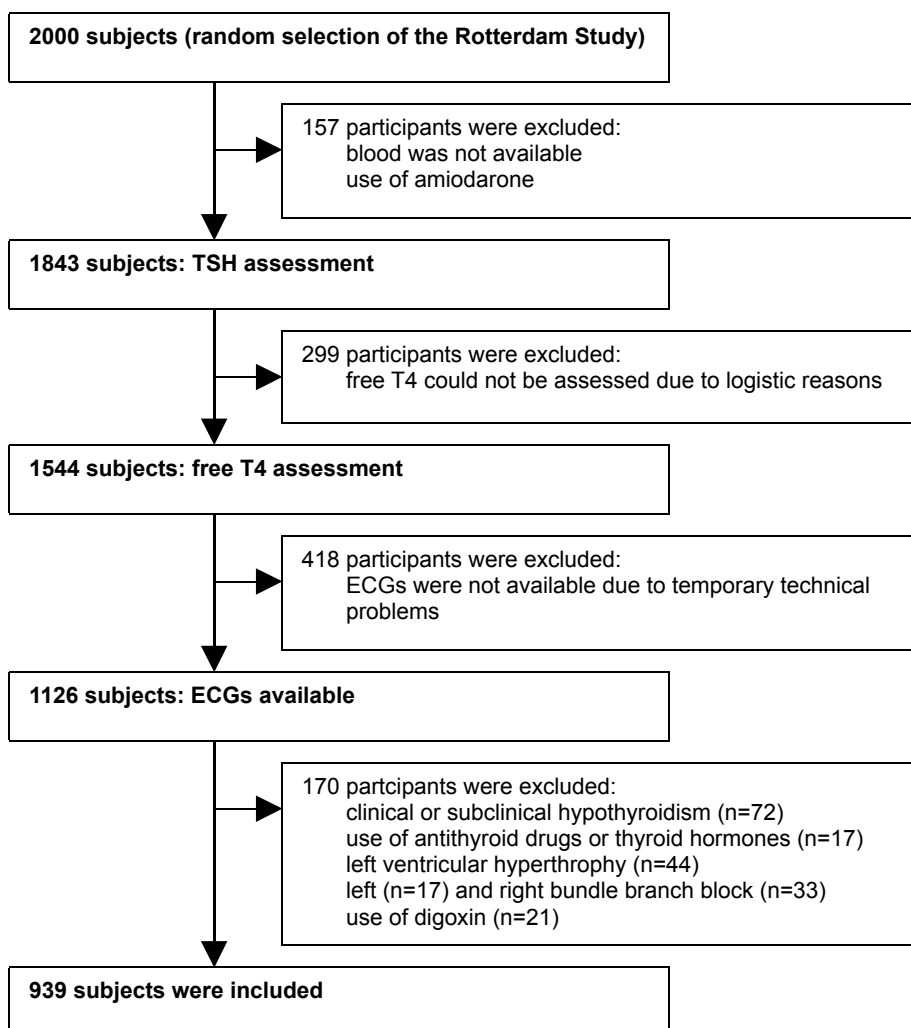 2000 subjects (random selection of the Rotterdam Study)
157 participants were excluded:
blood was not available
use of amiodarone
1843 subjects: TSH assessment
299 participants were excluded:
free T4 could not be assessed due to logistic reasons
1544 subjects: free T4 assessment
418 participants were excluded:
ECGs were not available due to temporary technical
problems
1126 subjects: ECGs available
170 partcipants were excluded:
clinical or subclinical hypothyroidism (n=72)
use of antithyroid drugs or thyroid hormones (n=17)
left ventricular hyperthrophy (n=44)
left (n=17) and right bundle branch block (n=33)
use of digoxin (n=21)
939 subjects were included